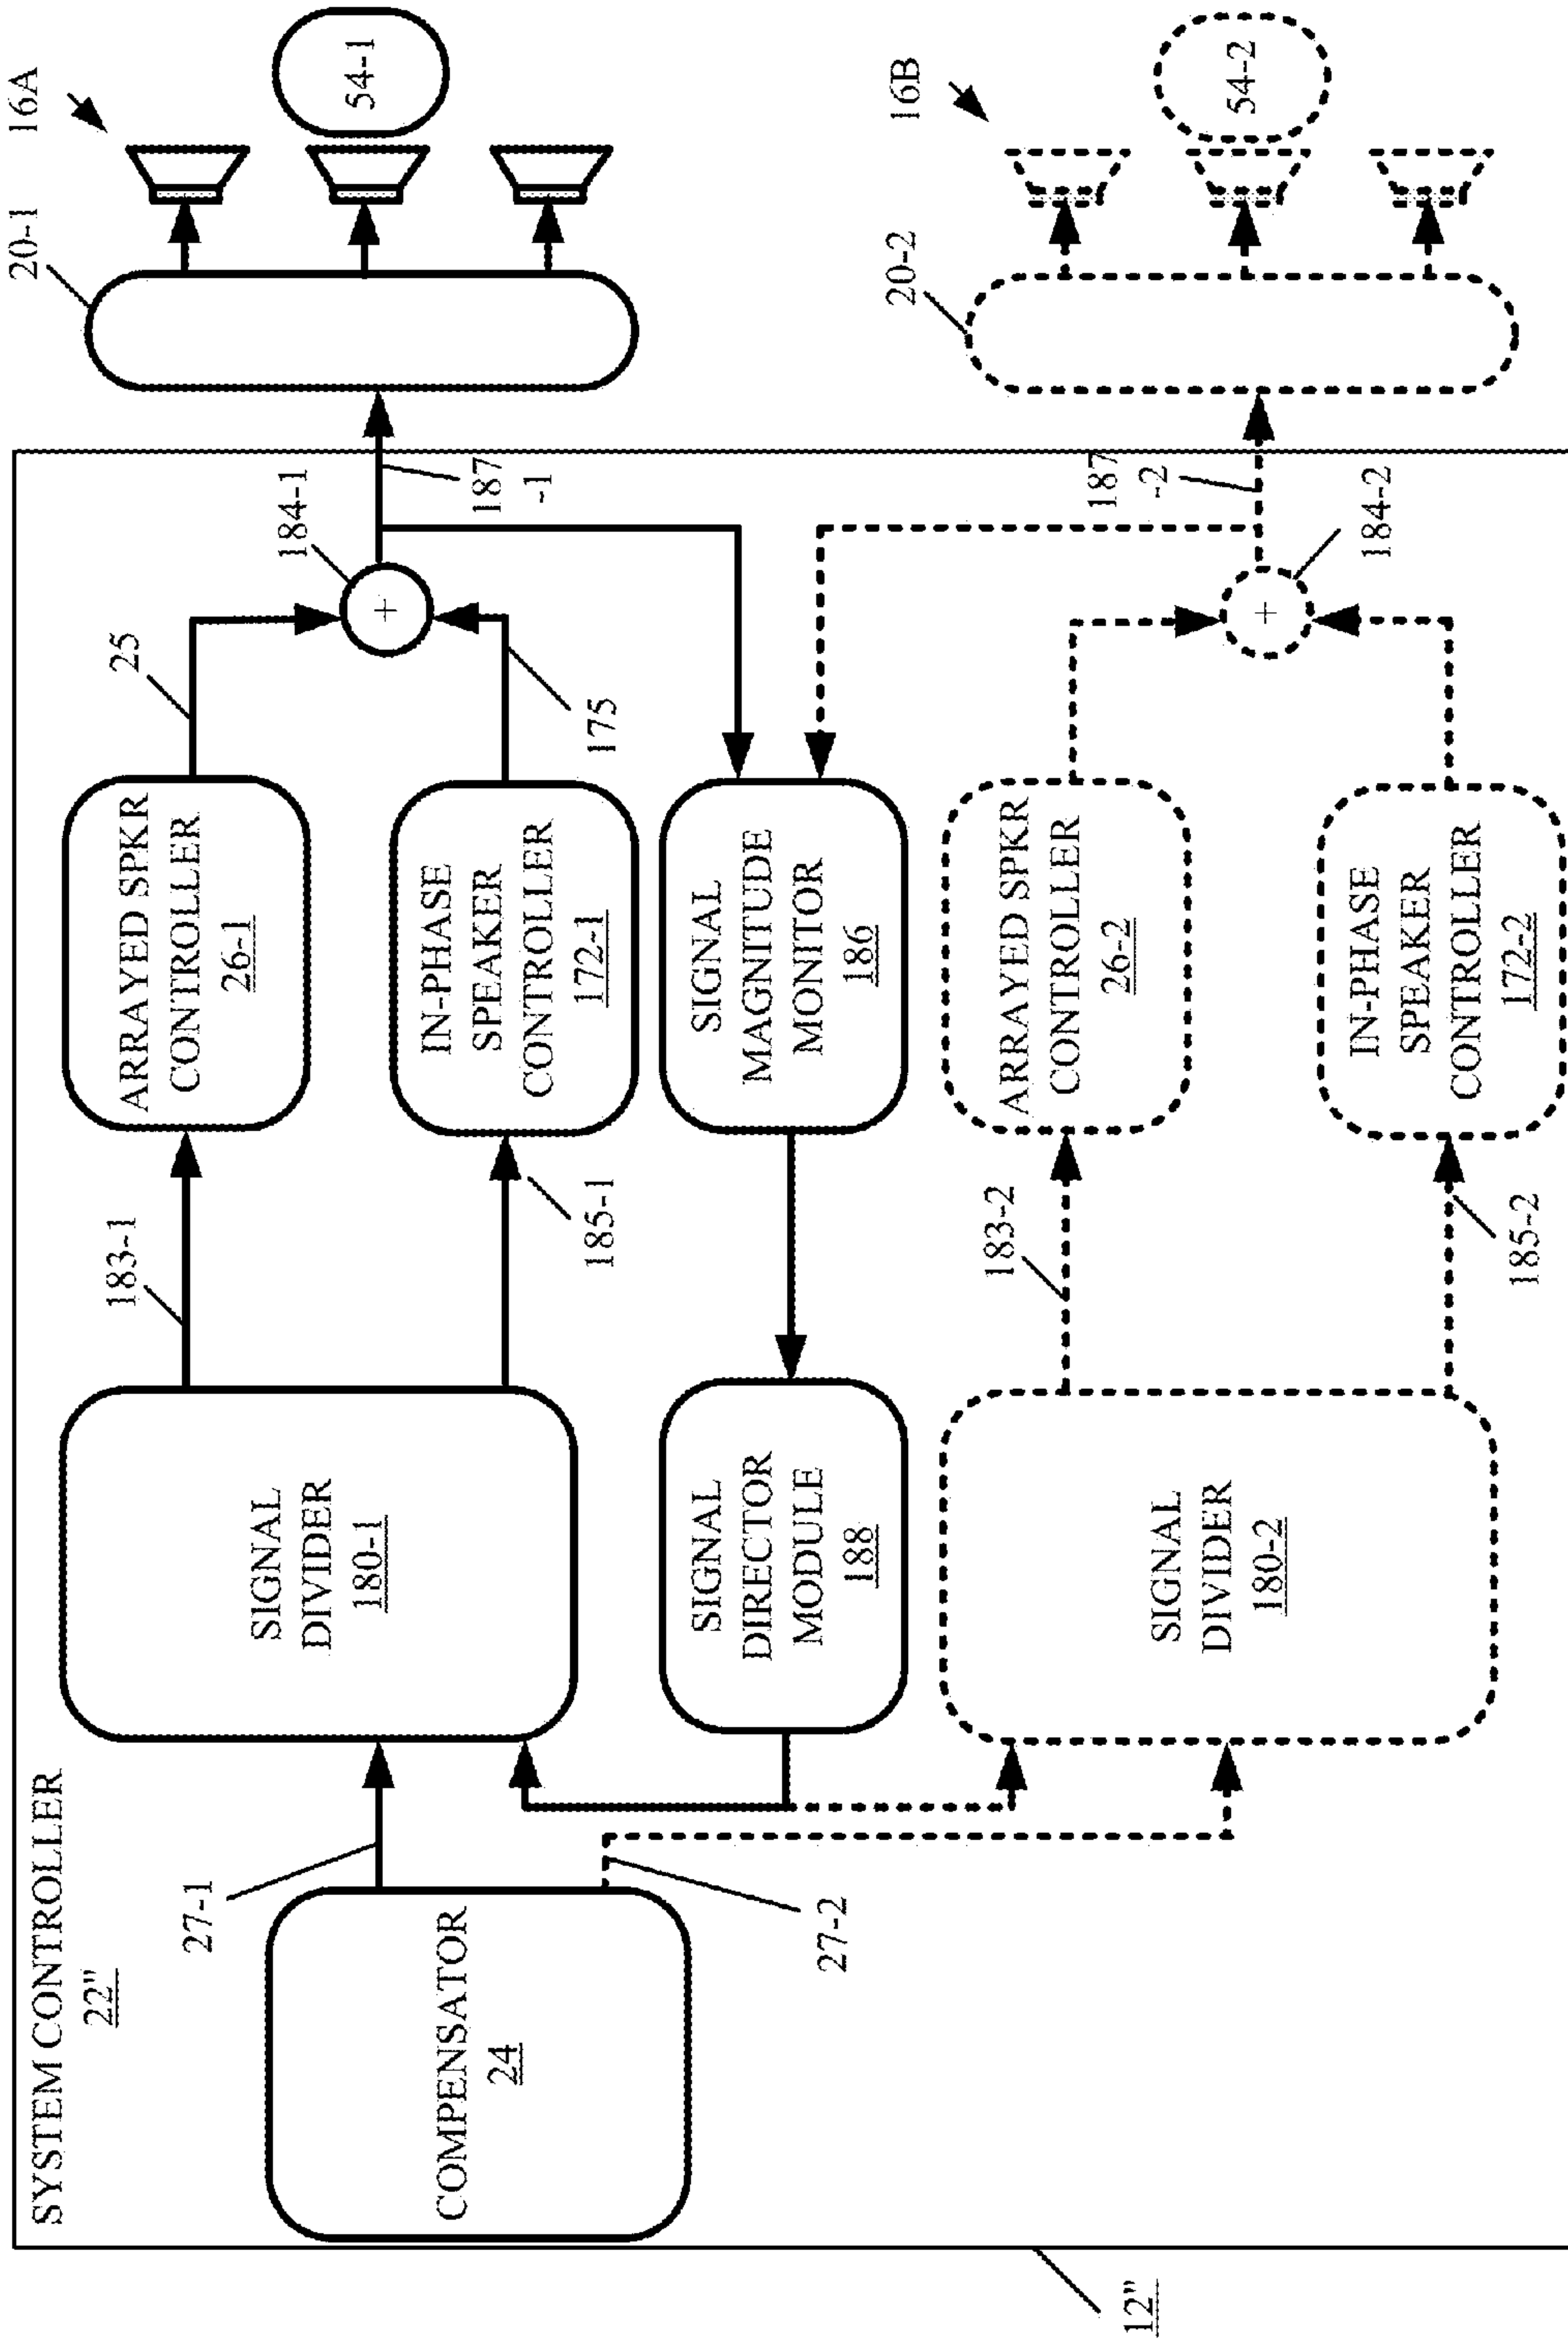 SYSTEM CONTROLLER
22"
COMPENSATOR
24
27-1
27-2
SIGNAL
DIVIDER
180-1
183-1
185-1
ARRAYED SPKR
CONTROLLER
26-1
IN-PHASE
SPEAKER
CONTROLLER
172-1
25
175
184-1
+
187
-1
20-1
16A
54-1
SIGNAL
DIRECTOR
MODULE
188
SIGNAL
MAGNITUDE
MONITOR
186
SIGNAL
DIVIDER
180-2
183-2
185-2
ARRAYED SPKR
CONTROLLER
26-2
IN-PHASE
SPEAKER
CONTROLLER
172-2
184-2
+
187
-2
20-2
16B
54-2
12"